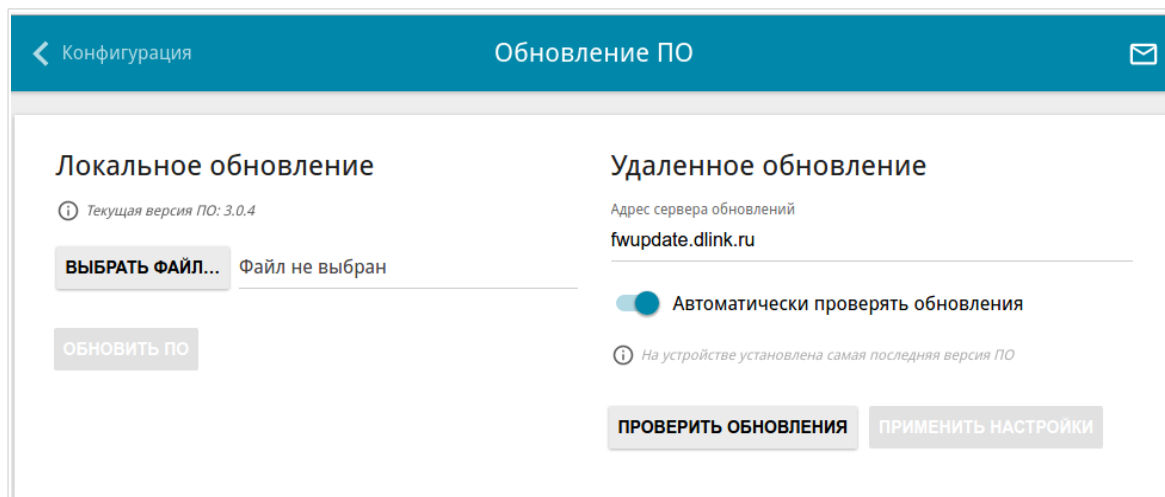 Конфигурация
Обновление ПО
Локальное обновление
Текущая версия ПО: 3.0.4
ВЫБРАТЬ ФАЙЛ... Файл не выбран
ОБНОВИТЬ ПО
Удаленное обновление
Адрес сервера обновлений
fwupdate.dlink.ru
Автоматически проверять обновления
На устройстве установлена самая последняя версия ПО
ПРОВЕРИТЬ ОБНОВЛЕНИЯ ПРИМЕНИТЬ НАСТРОЙКИ